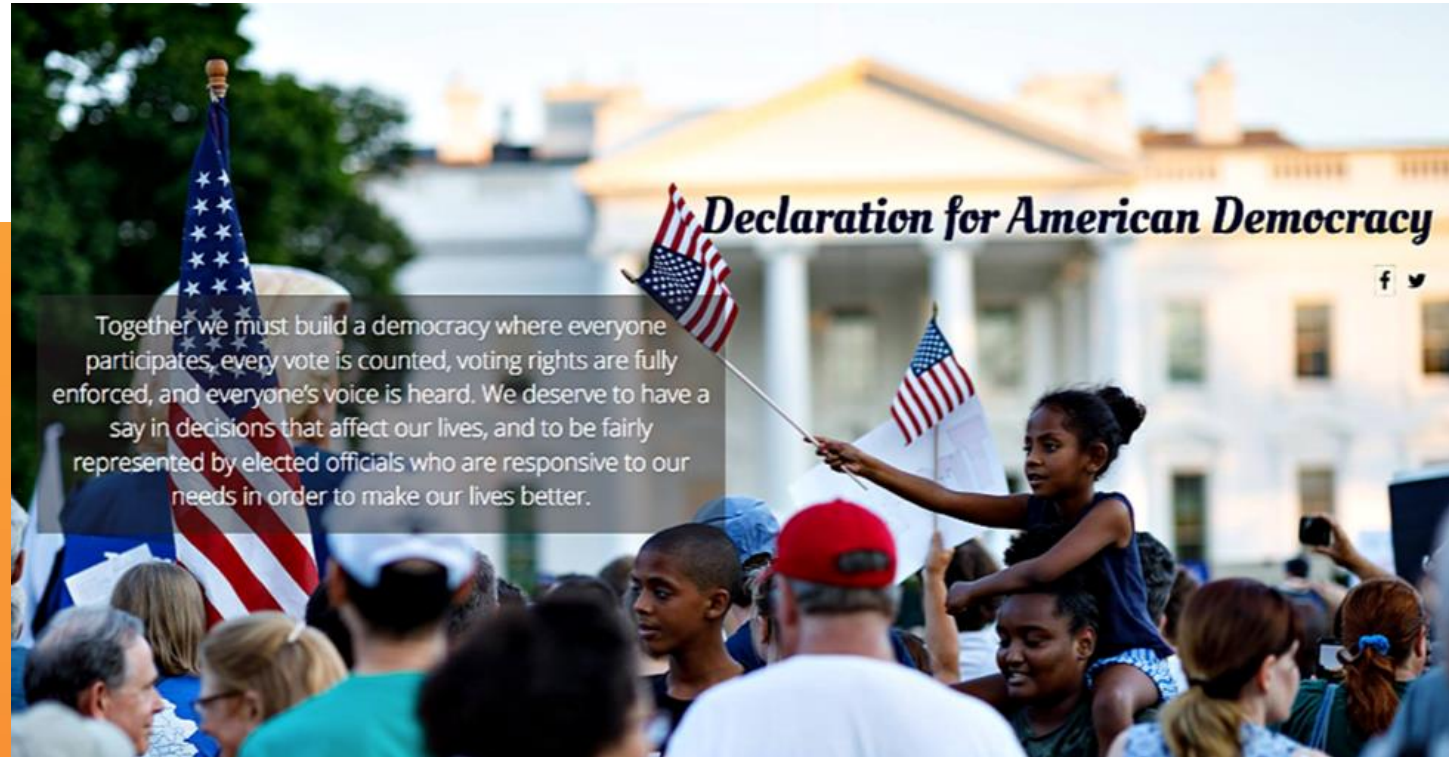 Declaration for American Democracy
Together we must build a democracy where everyone
participates, every vote is counted, voting rights are fully
enforced, and everyone's voice is heard. We deserve to have a
say in decisions that affect our lives, and to be fairly
represented by elected officials who are responsive to our
needs in order to make our lives better.